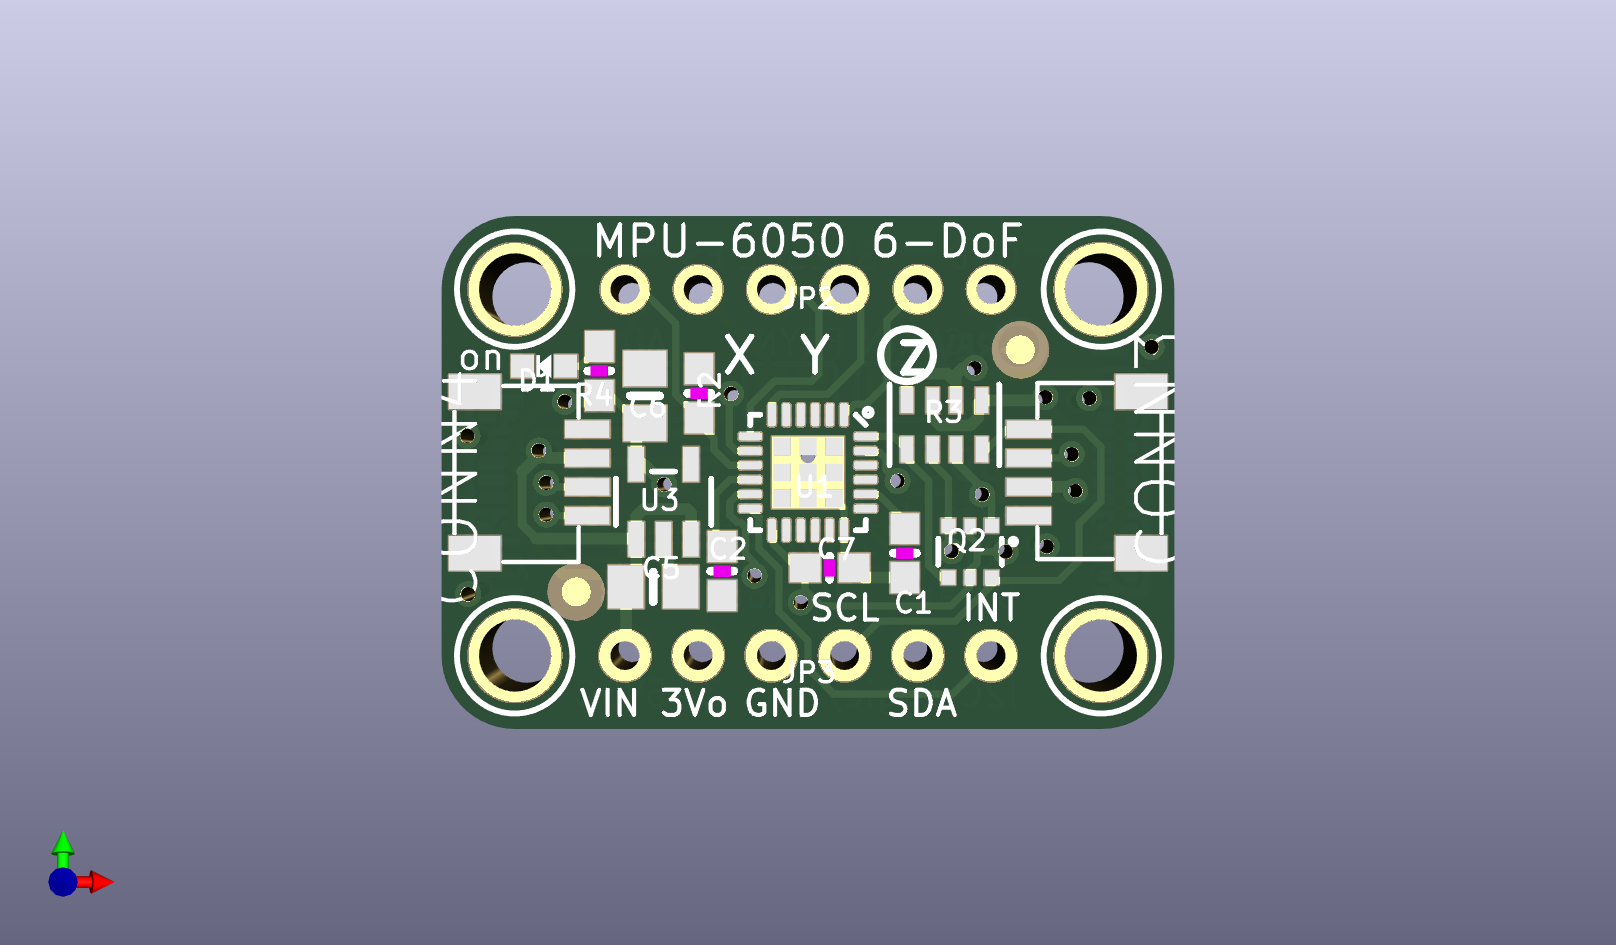 MPU-6050 6-DoF
JP2
X Y Z
on
D1
R4
C6
R2
R3
U1
U3
Q2
C2
C7
C5
C1
SCL INT
JP3
VIN 3Vo GND SDA